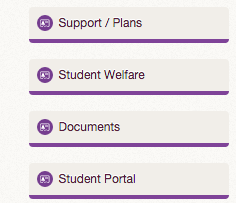 Support / Plans
Student Welfare
Documents
Student Portal